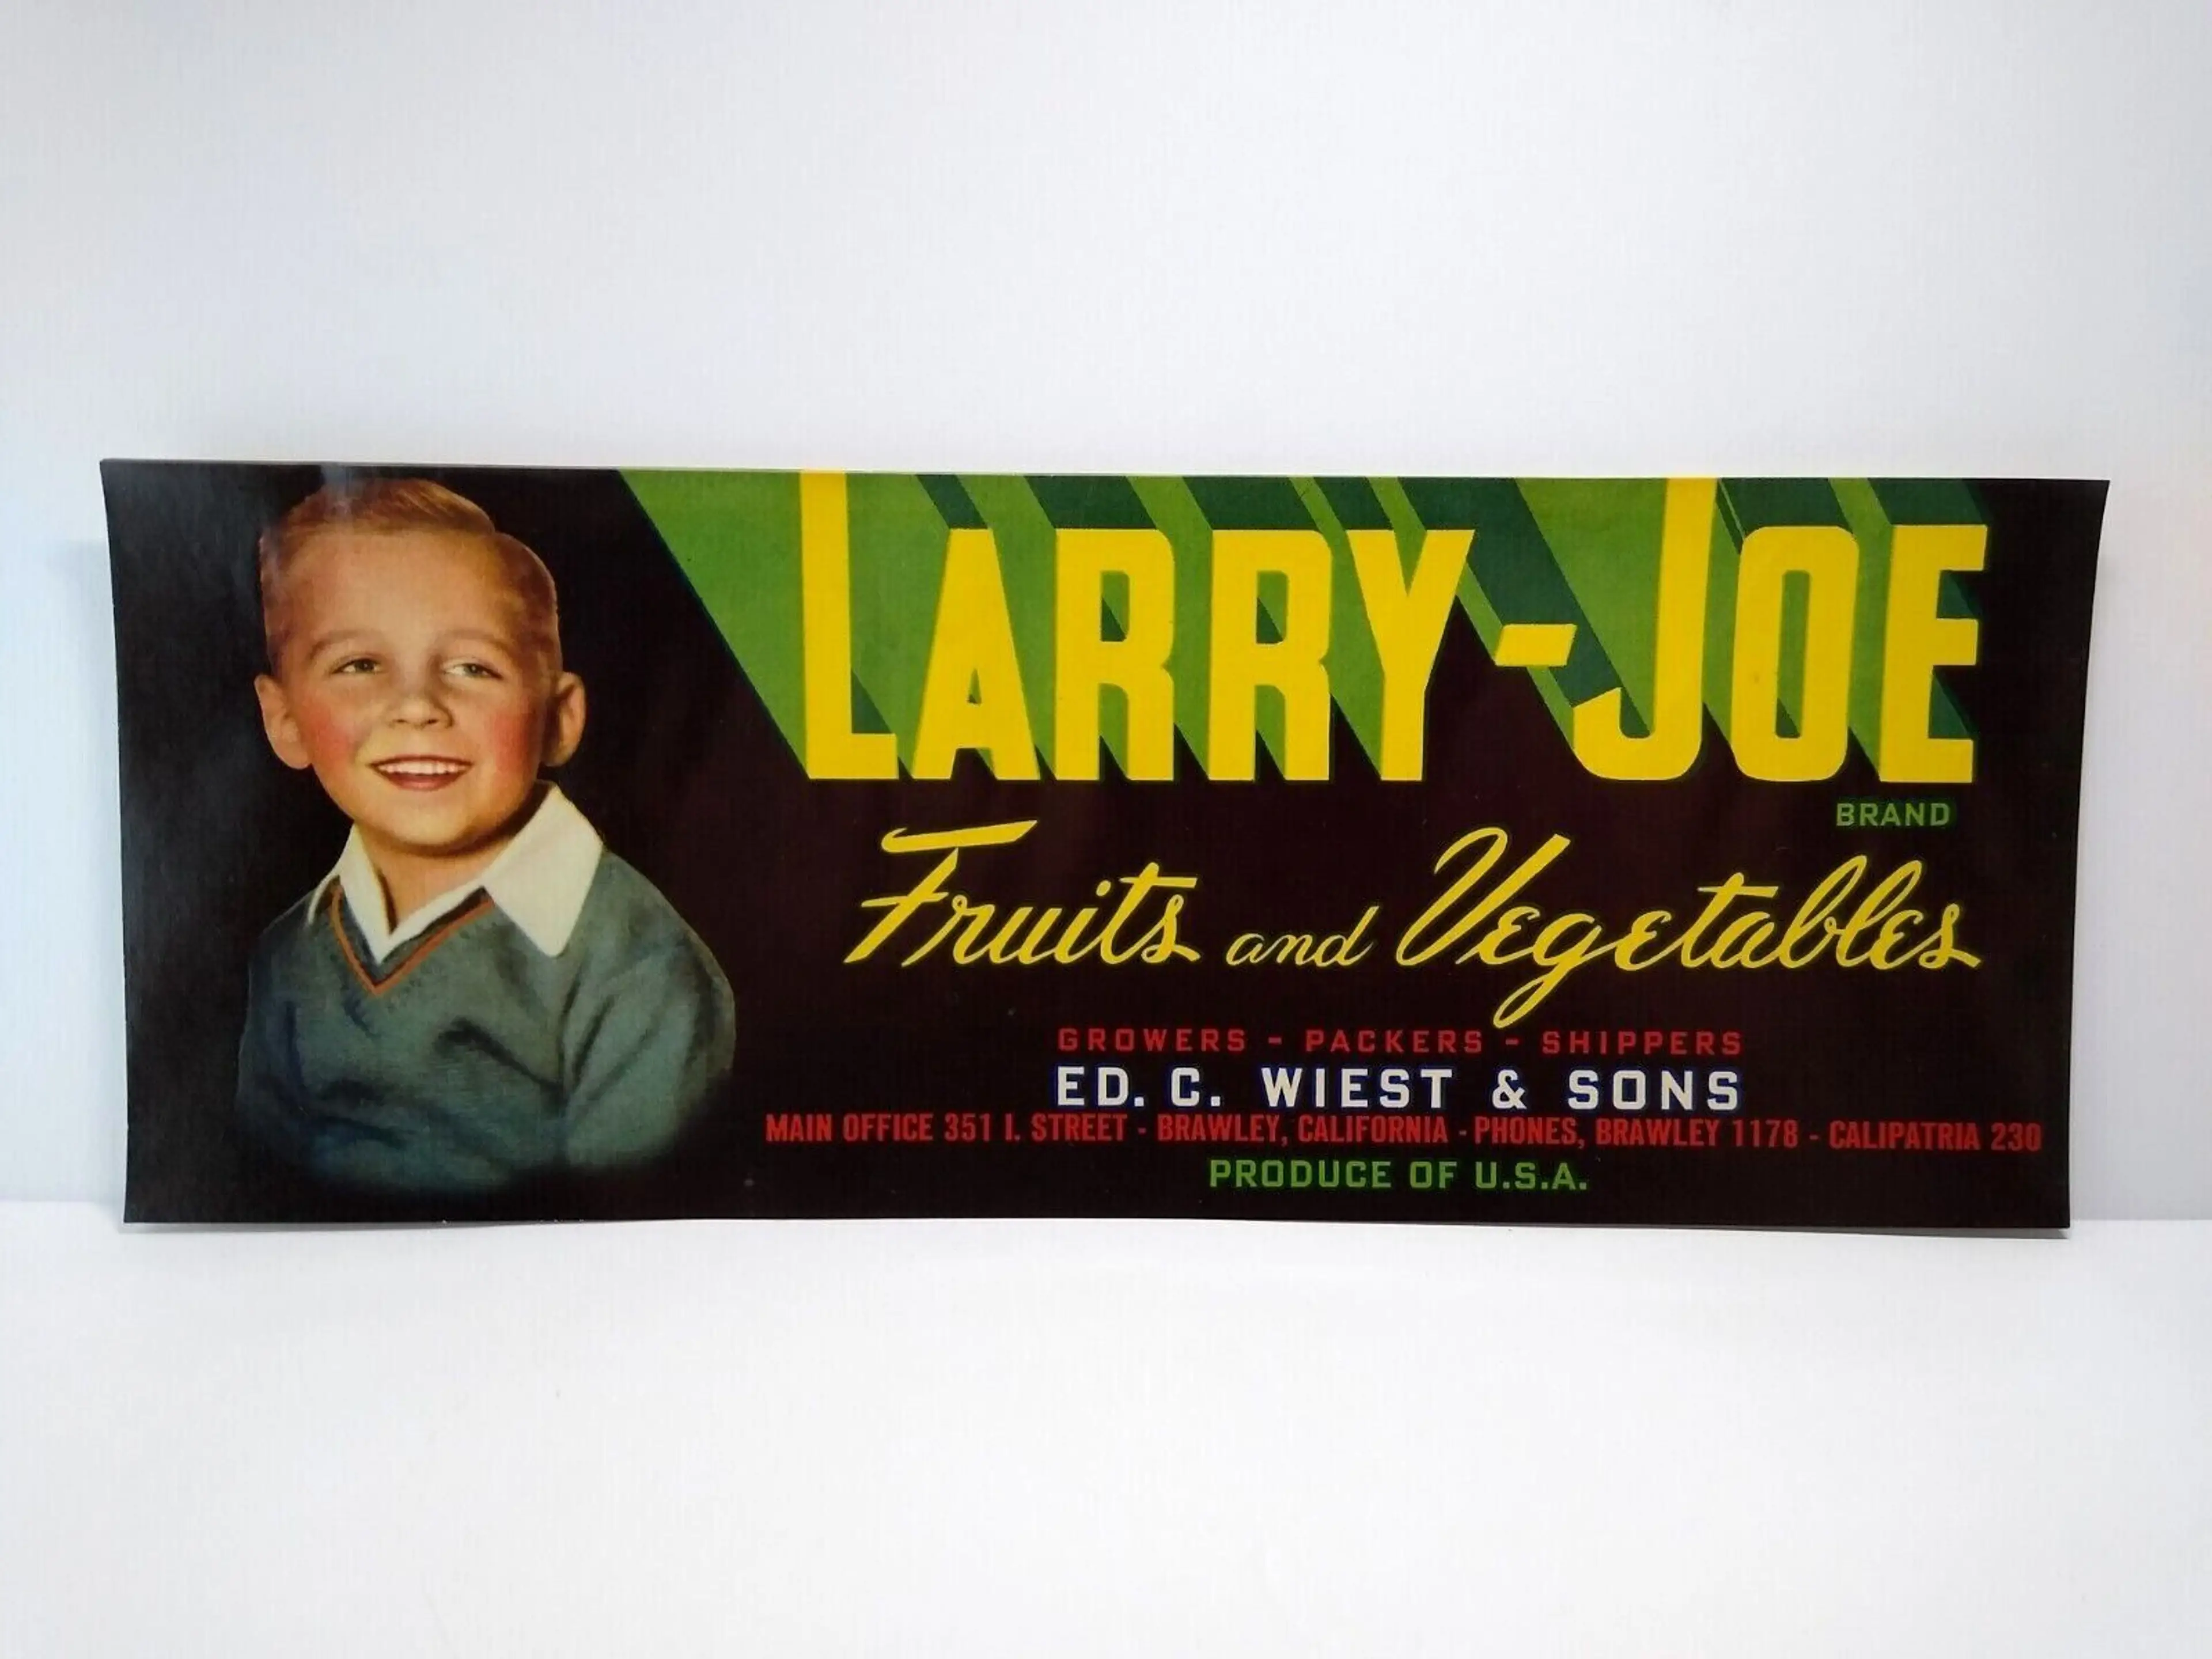 LARRY-JOE
BRAND
Fruits and Vegetables
GROWERS - PACKERS - SHIPPERS
ED. C. WIEST & SONS
MAIN OFFICE 351 I. STREET - BRAWLEY, CALIFORNIA - PHONES, BRAWLEY 1178 - CALIPATRIA 230
PRODUCE OF U.S.A.